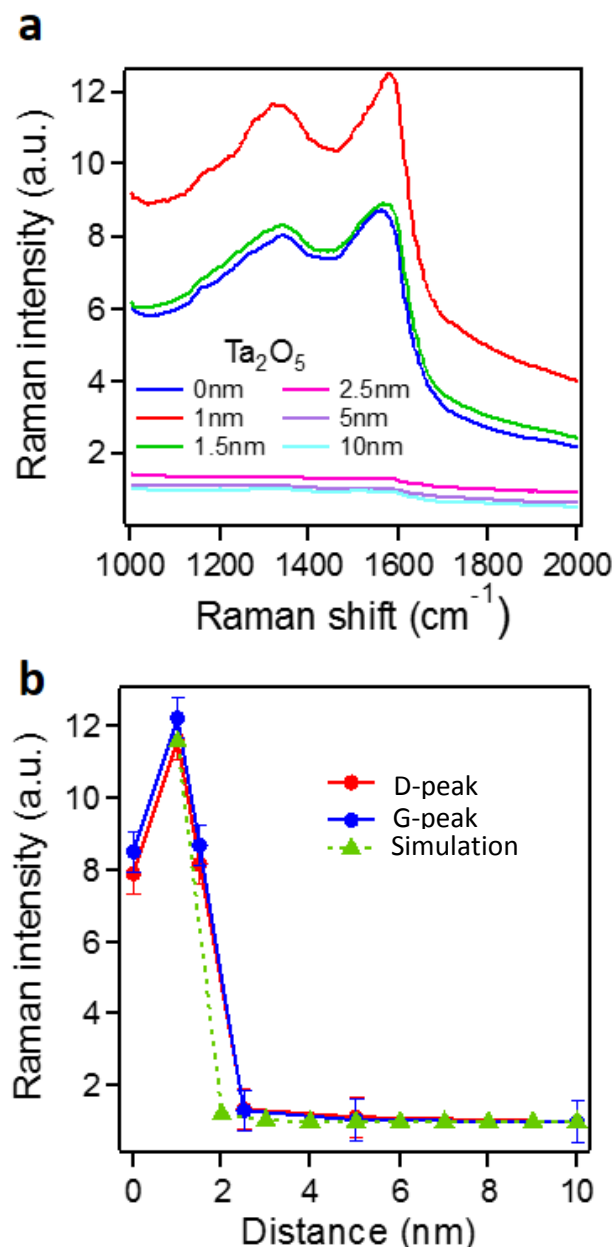 a
Raman intensity (a.u.)
12
10
8
6
4
2
Ta₂O₅
0nm 2.5nm
1nm 5nm
1.5nm 10nm
1000 1200 1400 1600 1800 2000
Raman shift (cm⁻¹)
b
Raman intensity (a.u.)
12
10
8
6
4
2
D-peak
G-peak
Simulation
0 2 4 6 8 10
Distance (nm)